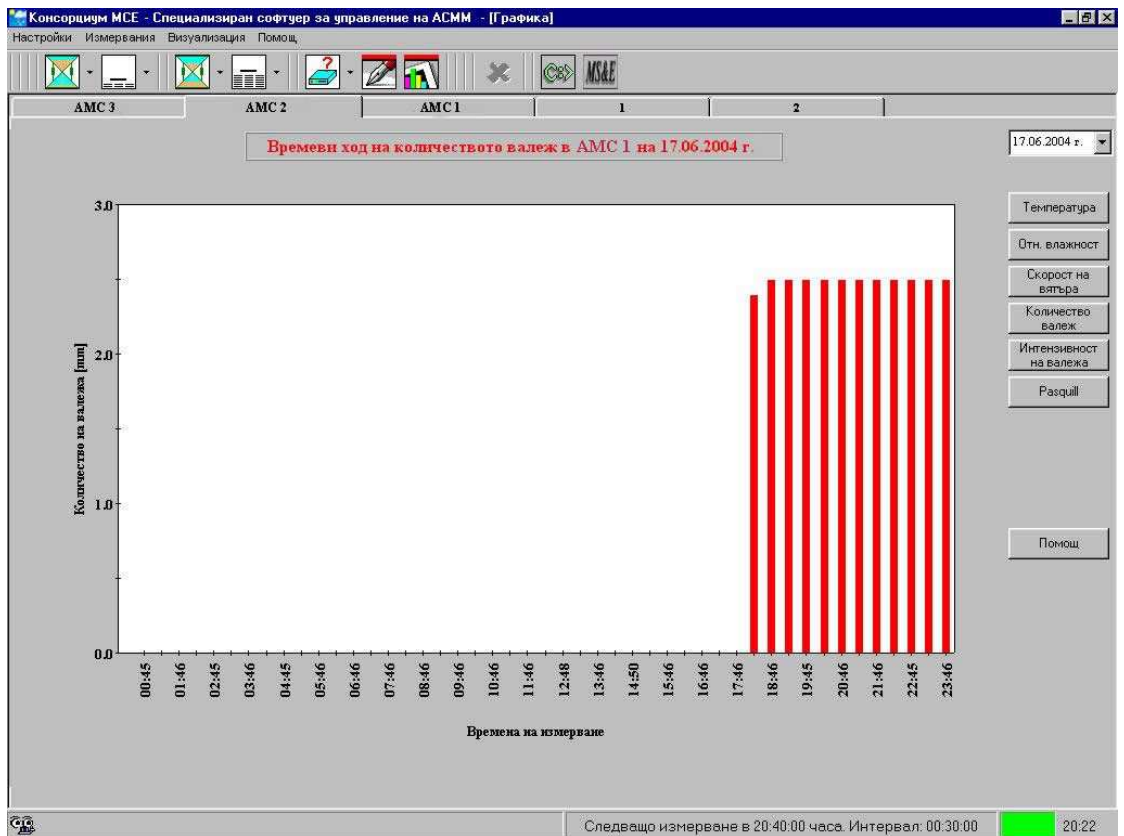 Консорциум МСЕ - Специализиран софтуер за управление на АСММ - [Графика]
Настройки Измервания Визуализация Помощ
MS&E
АМС 3 АМС 2 АМС 1 1 2
Времеви ход на количеството валеж в АМС 1 на 17.06.2004 г.
17.06.2004 г.
Температура
Отн. влажност
Скорост на
вятъра
Количество
валеж
Интензивност
на валежа
Pasquill
Помощ
Количество на валежа [mm]
3.0
2.0
1.0
0.0
00:45 01:46 02:45 03:46 04:45 05:46 06:46 07:46 08:46 09:46 10:46 11:46 12:48 13:46 14:50 15:46 16:46 17:46 18:46 19:45 20:46 21:46 22:45 23:46
Времена на измерване
Следващо измерване в 20:40:00 часа. Интервал: 00:30:00 20:22